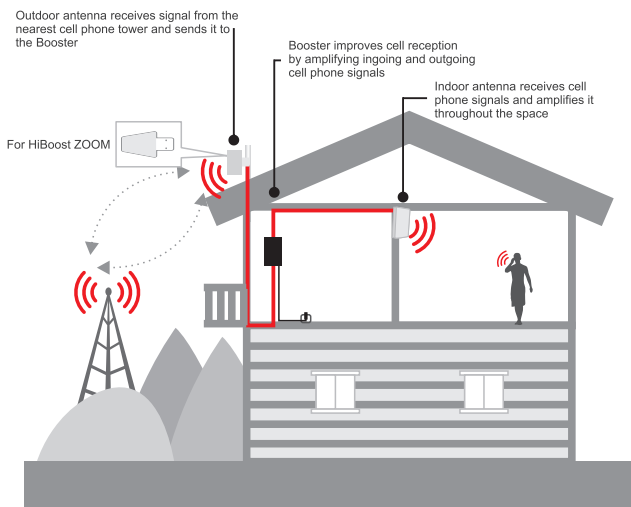 Outdoor antenna receives signal from the
nearest cell phone tower and sends it to
the Booster
Booster improves cell reception
by amplifying ingoing and outgoing
cell phone signals
Indoor antenna receives cell
phone signals and amplifies it
throughout the space
For HiBoost ZOOM